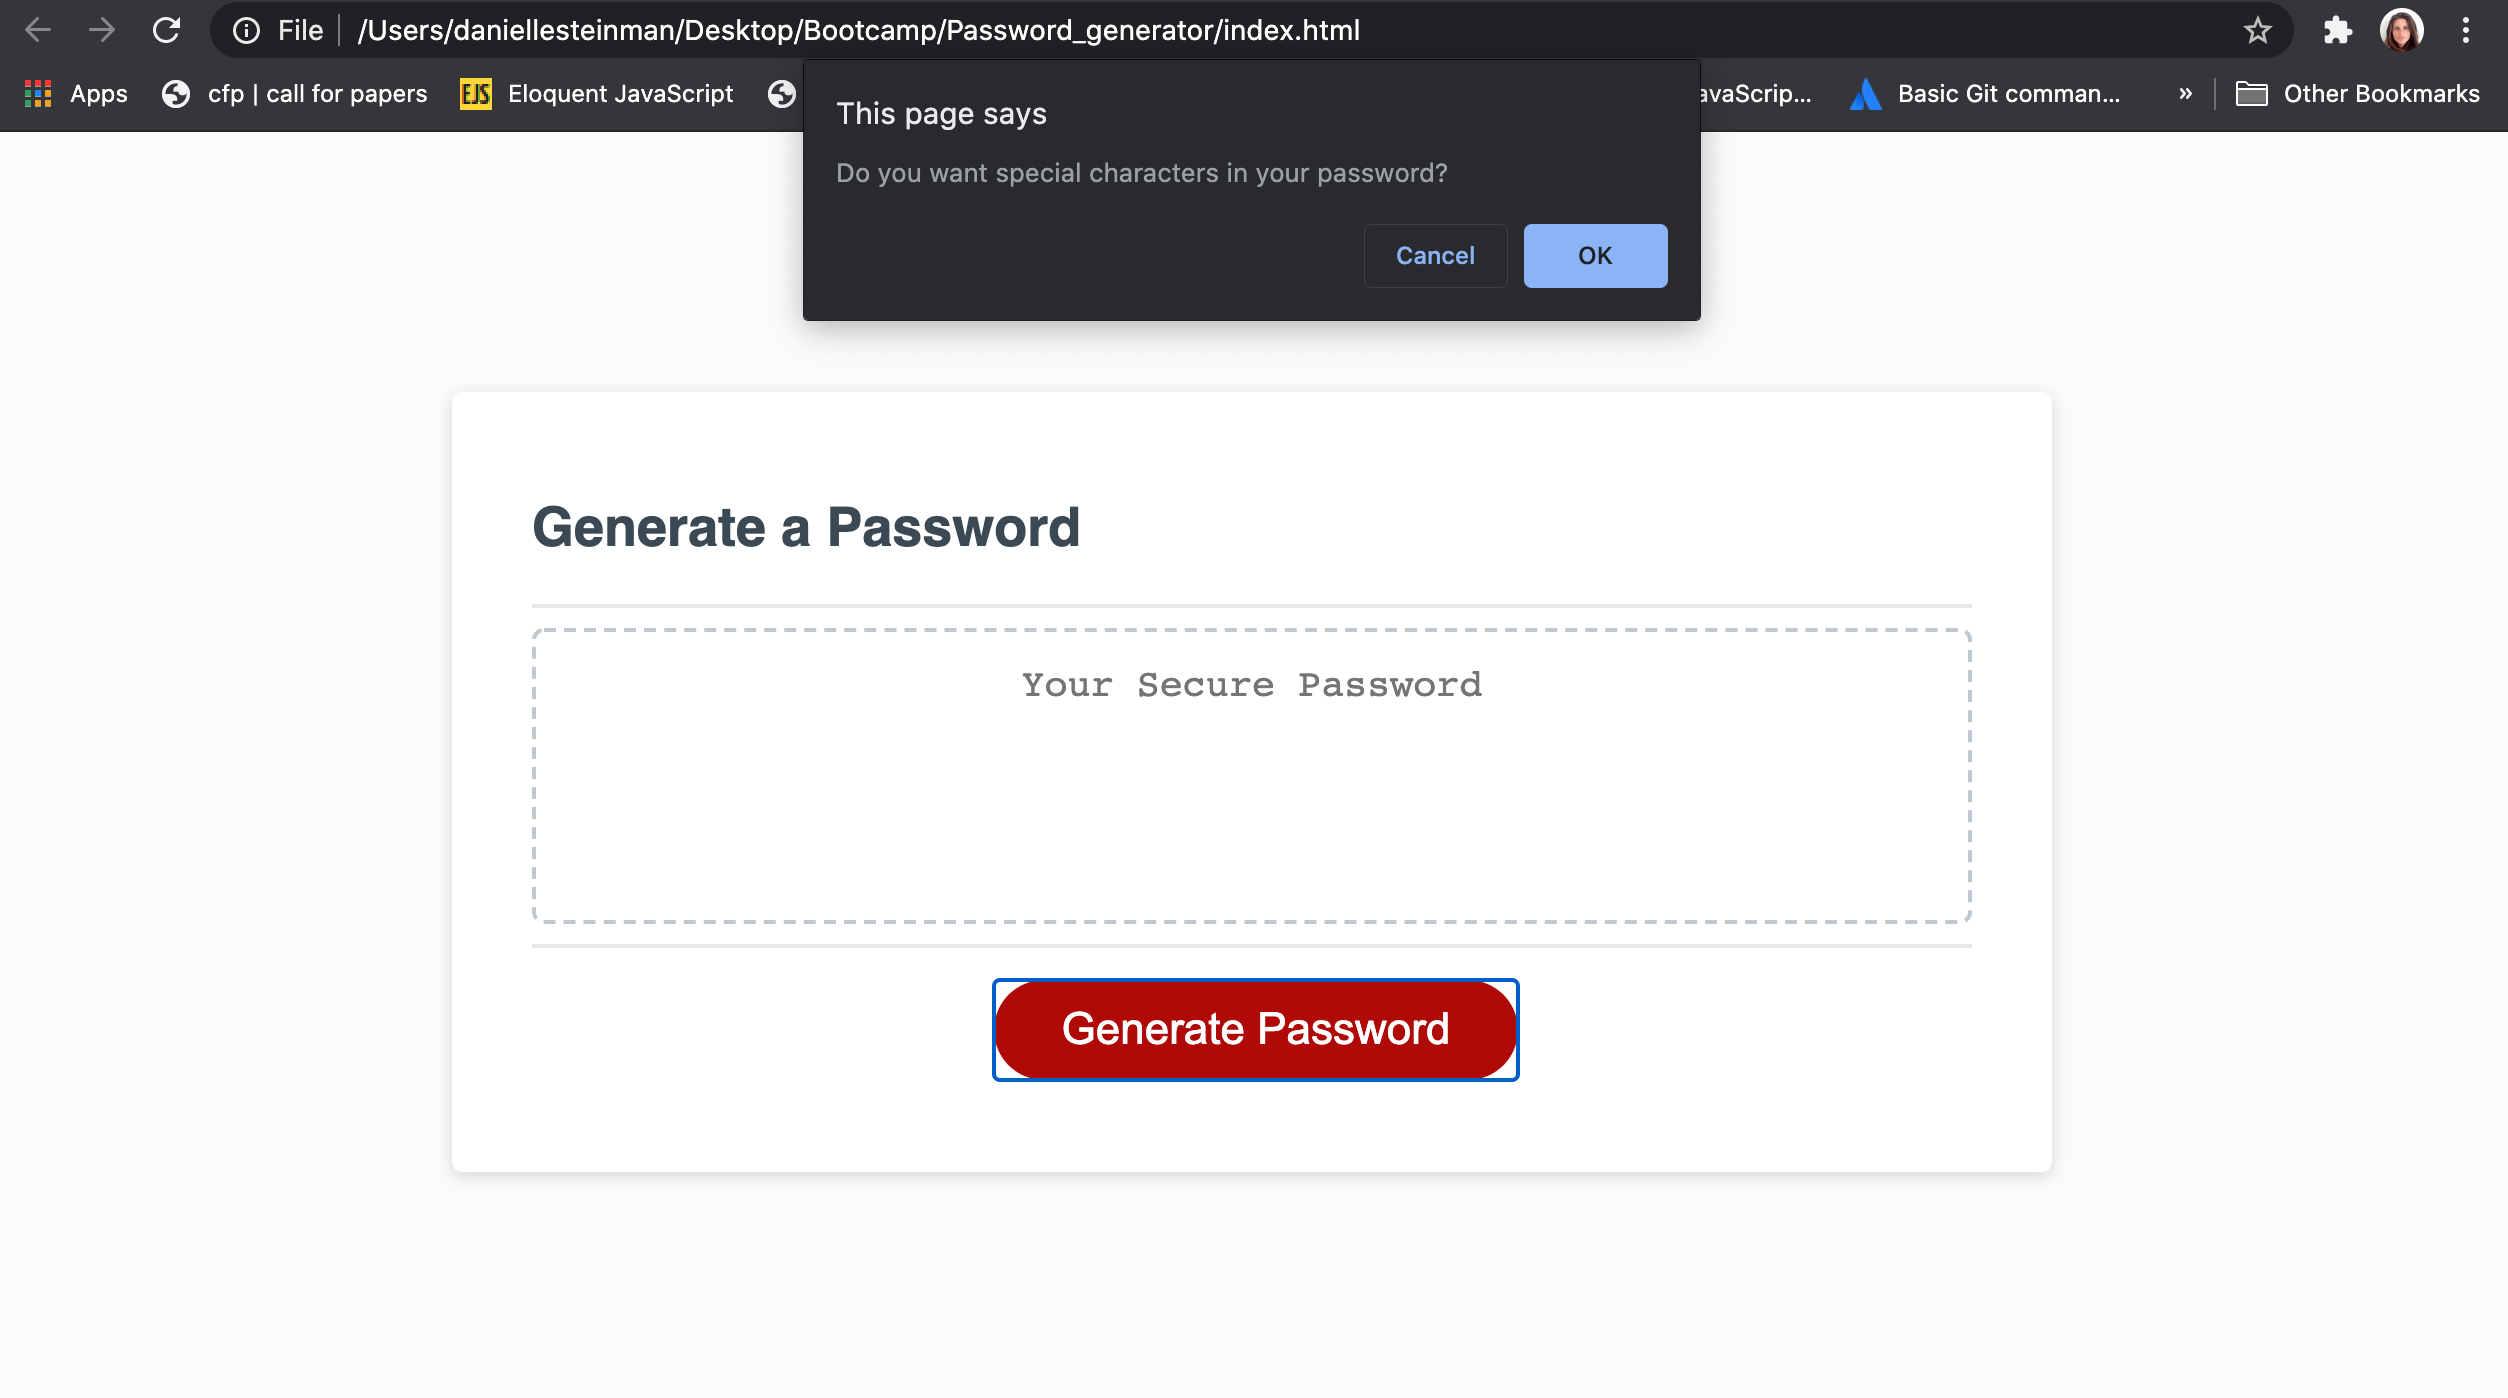 File /Users/daniellesteinman/Desktop/Bootcamp/Password_generator/index.html
Apps cfp | call for papers EJS Eloquent JavaScript avaScrip... Basic Git comman... » Other Bookmarks
This page says
Do you want special characters in your password?
Cancel OK
Generate a Password
Your Secure Password
Generate Password